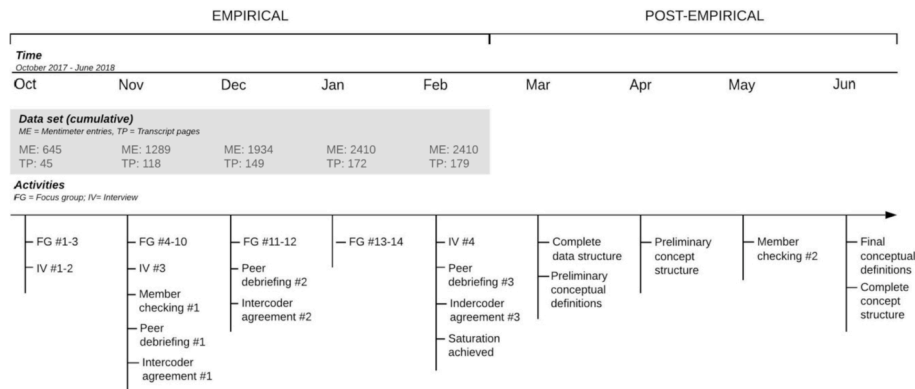 EMPIRICAL
POST-EMPIRICAL
Time
October 2017 - June 2018
Oct
Nov
Dec
Jan
Feb
Mar
Apr
May
Jun
Data set (cumulative)
ME = Mentimeter entries, TP = Transcript pages
ME: 645
TP: 45
ME: 1289
TP: 118
ME: 1934
TP: 149
ME: 2410
TP: 172
ME: 2410
TP: 179
Activities
FG = Focus group; IV= Interview
FG #1-3
IV #1-2
FG #4-10
IV #3
Member
checking #1
Peer
debriefing #1
Intercoder
agreement #1
FG #11-12
Peer
debriefing #2
Intercoder
agreement #2
FG #13-14
IV #4
Peer
debriefing #3
Indercoder
agreement #3
Saturation
achieved
Complete
data structure
Preliminary
conceptual
definitions
Preliminary
concept
structure
Member
checking #2
Final
conceptual
definitions
Complete
concept
structure